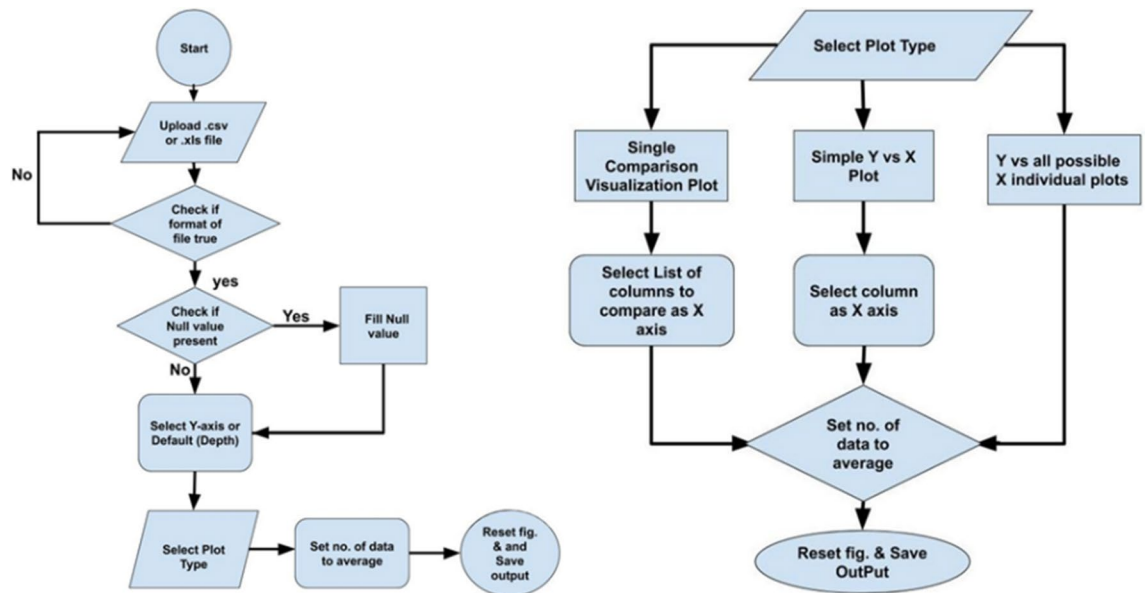 Start
Upload .csv
or .xls file
No
Check if
format of
file true
yes
Check if
Null value
present
Yes
Fill Null
value
No
Select Y-axis or
Default (Depth)
Select Plot
Type
Set no. of data
to average
Reset fig.
& and
Save
output
Select Plot Type
Single
Comparison
Visualization Plot
Simple Y vs X
Plot
Y vs all possible
X individual plots
Select List of
columns to
compare as X
axis
Select column
as X axis
Set no. of
data to
average
Reset fig. & Save
OutPut